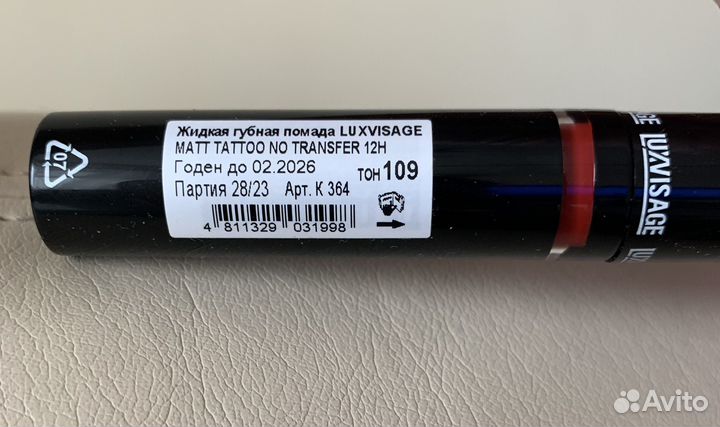 Жидкая губная помада LUXVISAGE
MATT TATTOO NO TRANSFER 12H
Годен до 02.2026
тон 109
Партия 28/23 Арт. К 364
4 811329 031998
07
LUXVISAGE
Avito